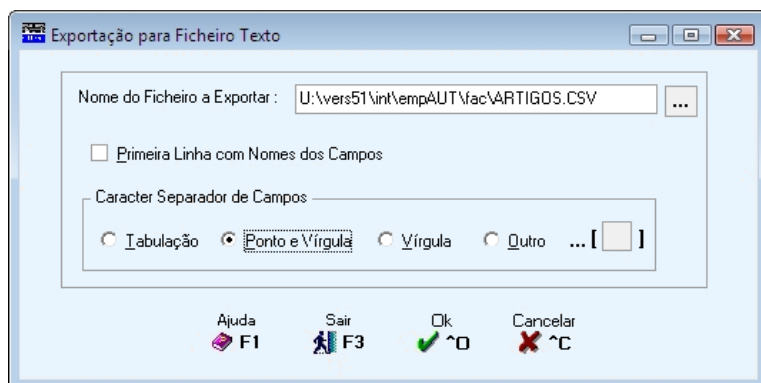 Exportação para Ficheiro Texto
Nome do Ficheiro a Exportar : U:\vers51\int\empAUT\fac\ARTIGOS.CSV ...
Primeira Linha com Nomes dos Campos
Caracter Separador de Campos
Tabulação Ponto e Vírgula Vírgula Outro ... [ ]
Ajuda Sair Ok Cancelar
F1 F3 ^O ^C